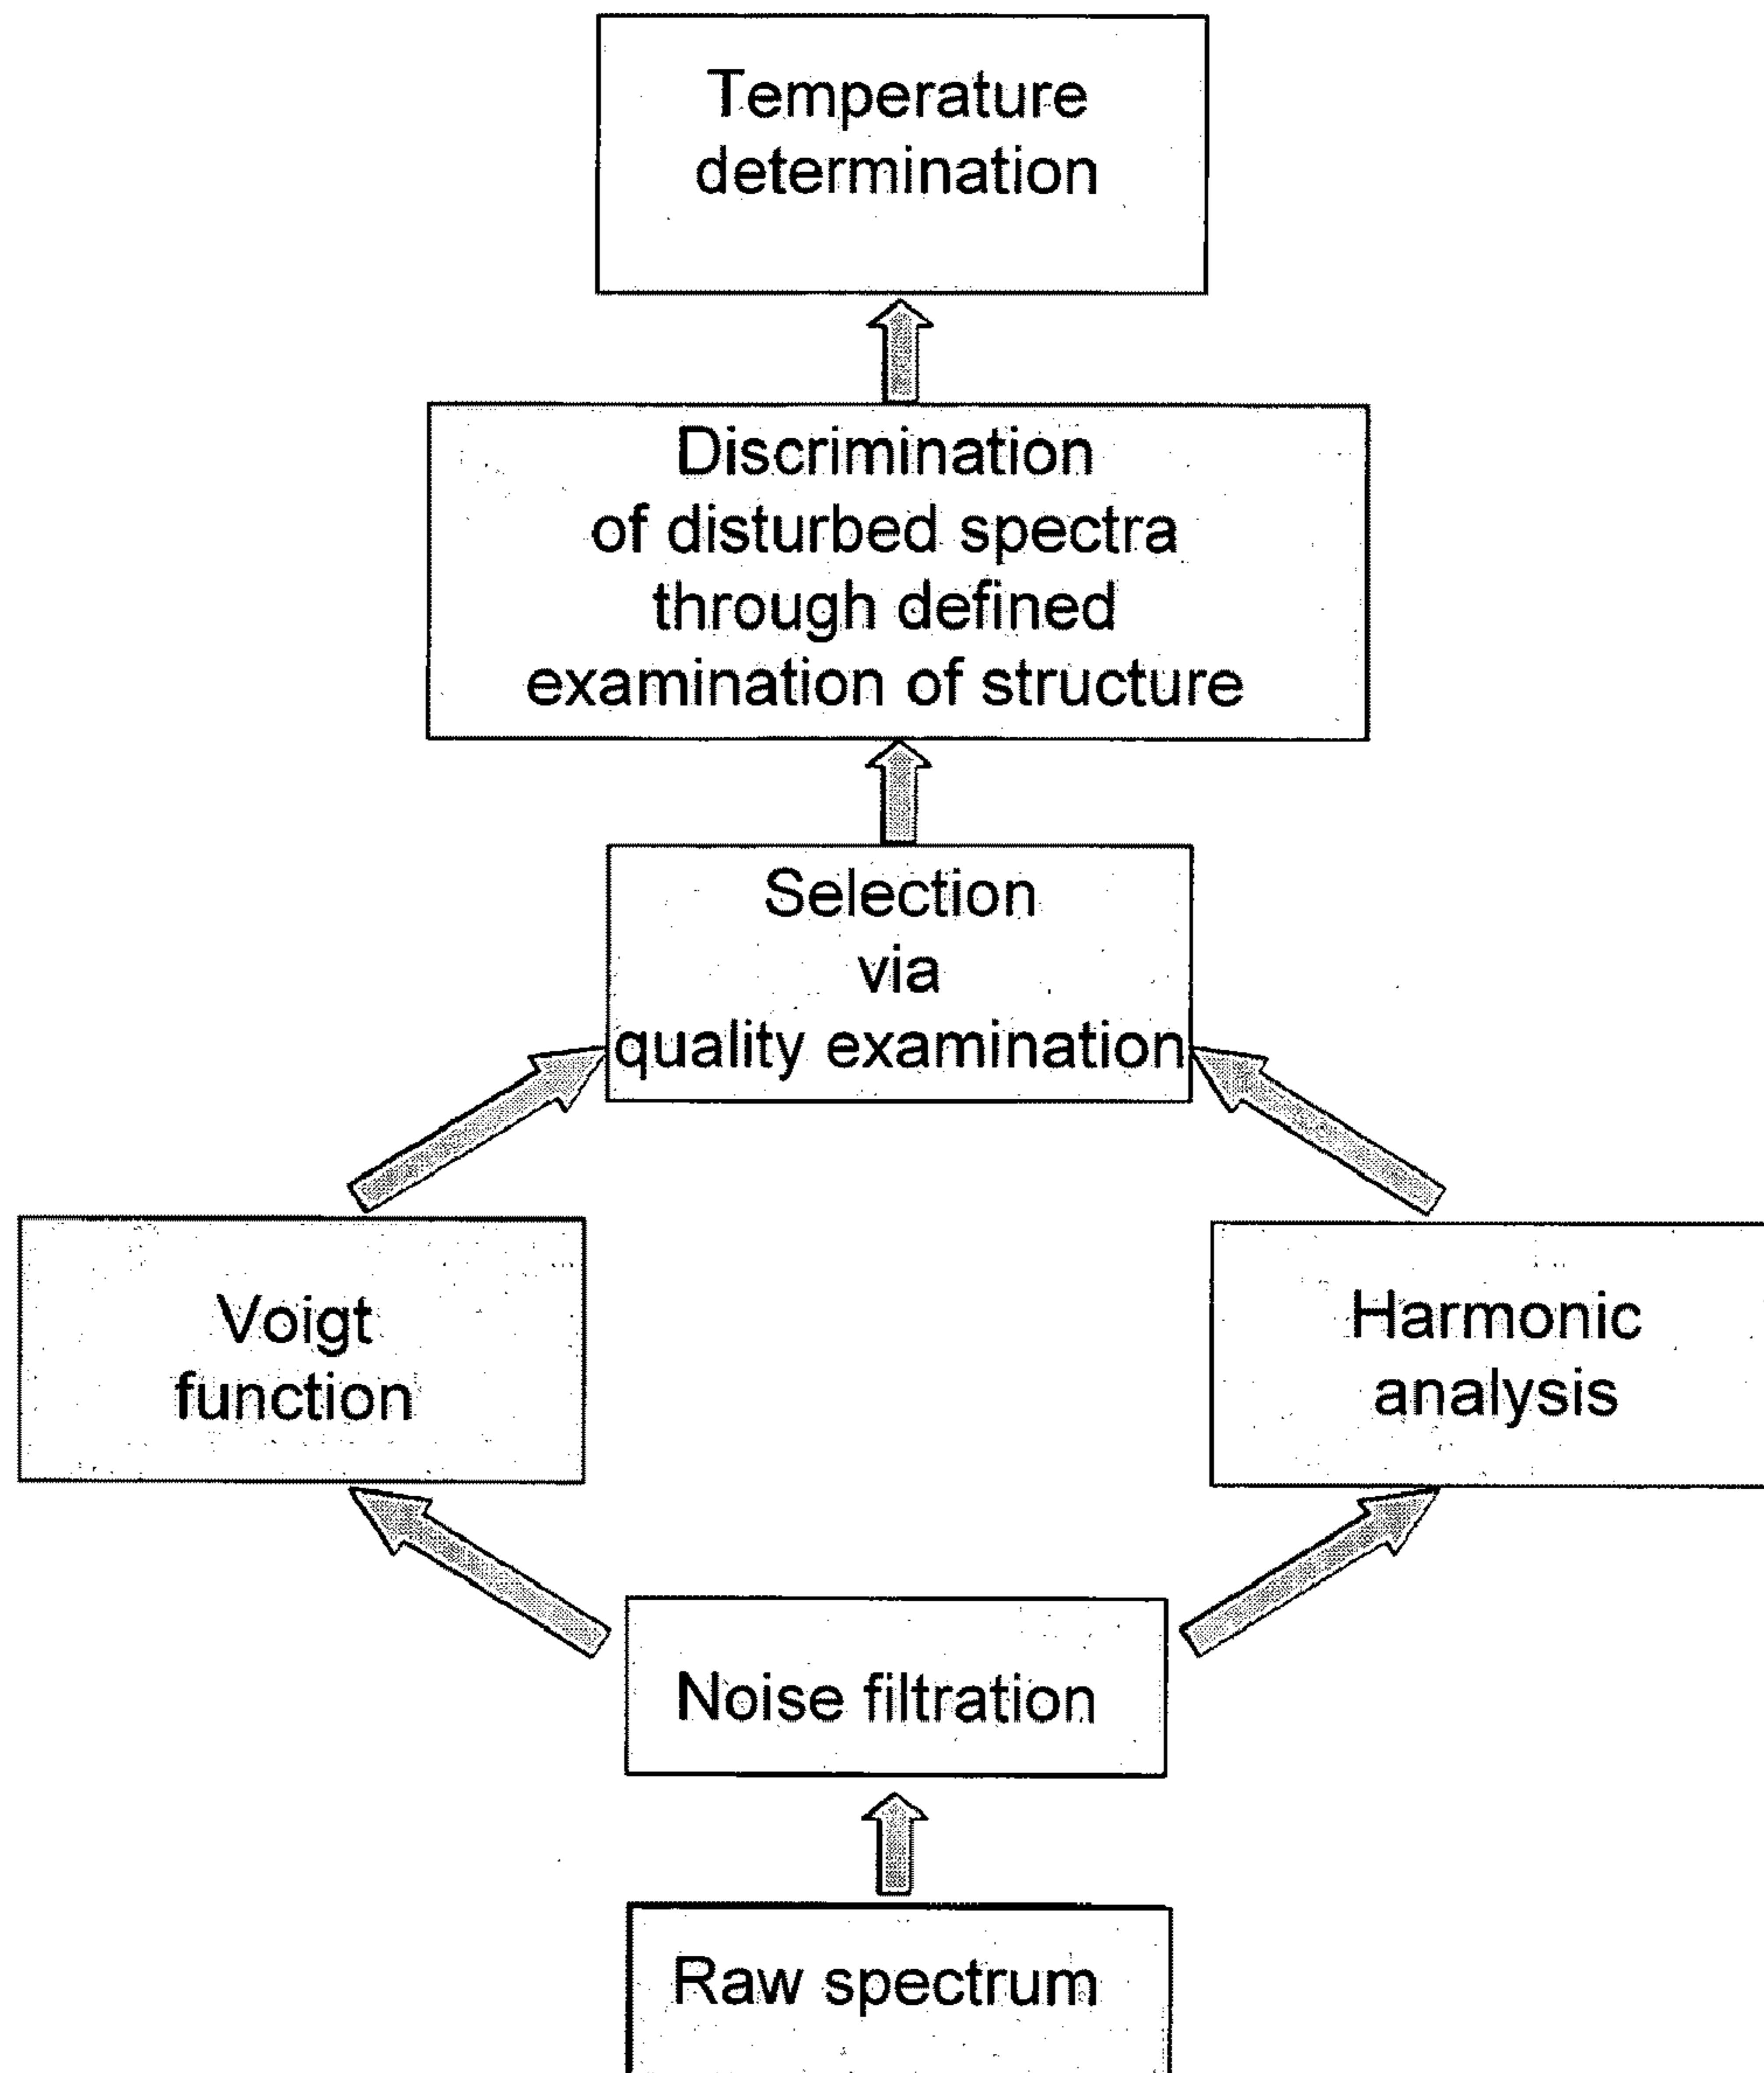 Temperature
determination
Discrimination
of disturbed spectra
through defined
examination of structure
Selection
via
quality examination
Voigt
function
Harmonic
analysis
Noise filtration
Raw spectrum